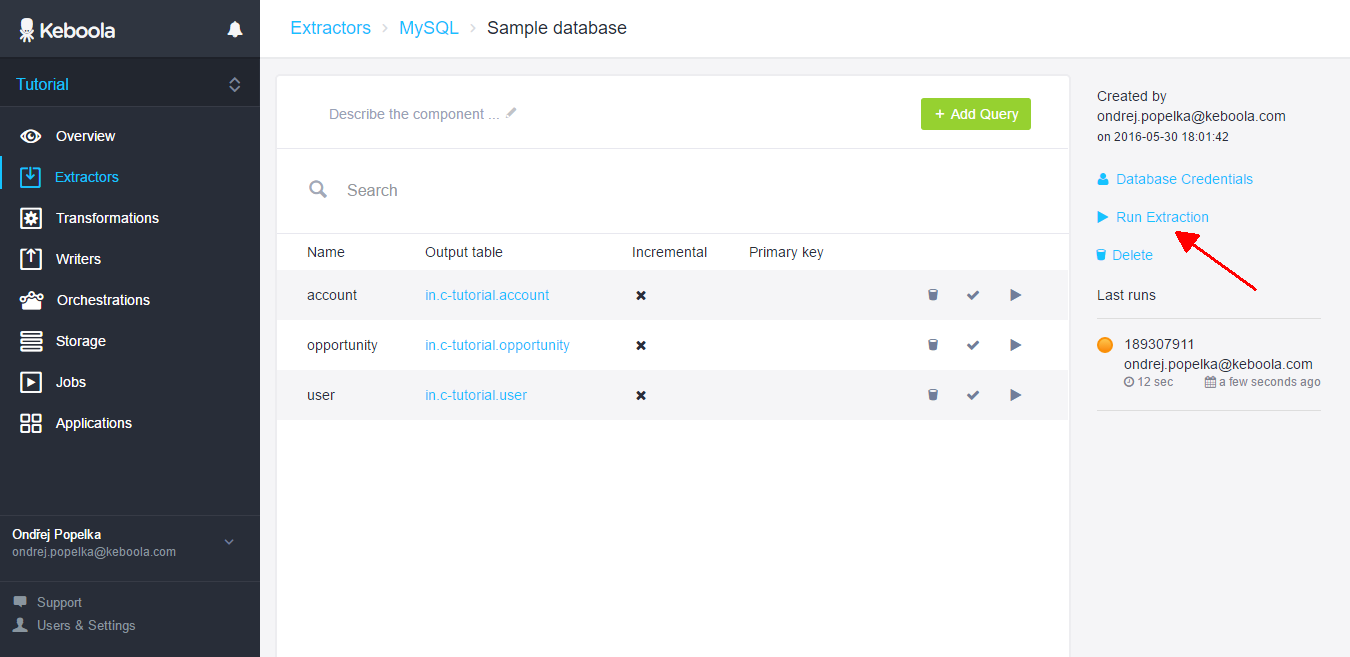 Keboola
Tutorial
Overview
Extractors
Transformations
Writers
Orchestrations
Storage
Jobs
Applications
Ondřej Popelka
ondrej.popelka@keboola.com
Support
Users & Settings
Extractors › MySQL › Sample database
Describe the component ...
+ Add Query
Search
Name Output table Incremental Primary key
account in.c-tutorial.account
opportunity in.c-tutorial.opportunity
user in.c-tutorial.user
Created by
ondrej.popelka@keboola.com
on 2016-05-30 18:01:42
Database Credentials
Run Extraction
Delete
Last runs
189307911
ondrej.popelka@keboola.com
12 sec a few seconds ago